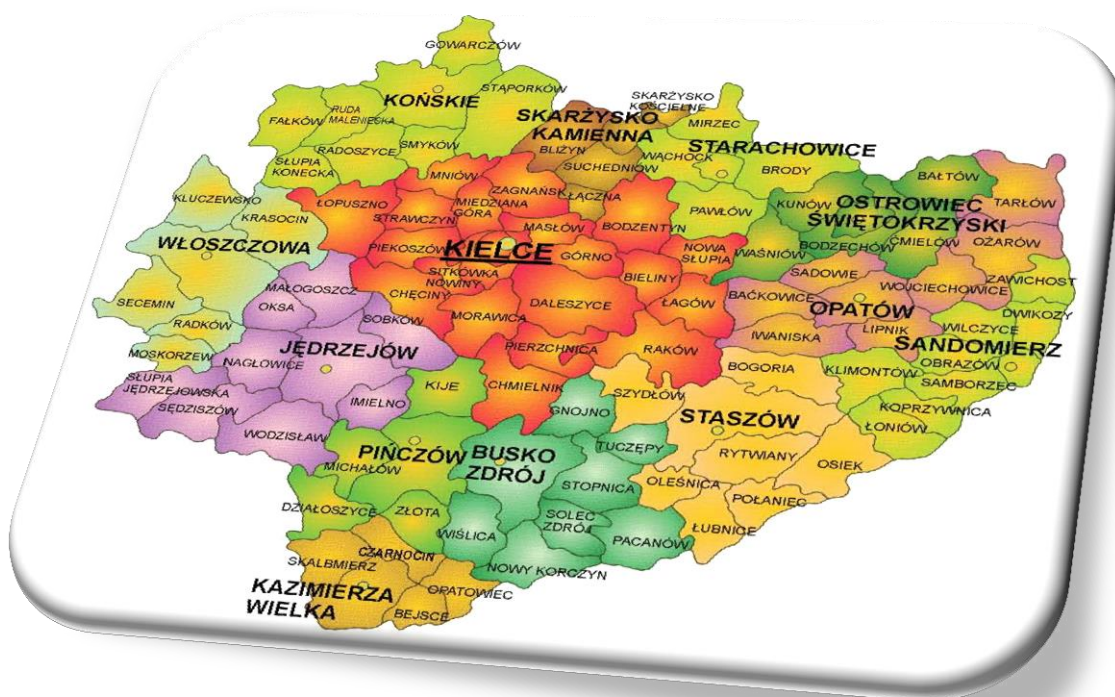 GOWARCZÓW
KOŃSKIE
STĄPORKÓW
RUDA
MALENIECKA
FAŁKÓW
SKARŻYSKO
KOŚCIELNE
SKARŻYSKO
KAMIENNA
MIRZEC
STARACHOWICE
RADOSZYCE
SMYKÓW
BLIŻYN
SUCHEDNIÓW
WĄCHOCK
BRODY
SŁUPIA
KONECKA
MNIÓW
ZAGNAŃSK
ŁĄCZNA
BAŁTÓW
KLUCZEWSKO
KRASOCIN
ŁOPUSZNO
STRAWCZYN
MIEDZIANA
GÓRA
MASŁÓW
BODZENTYN
PAWŁÓW
KUNÓW
OSTROWIEC
ŚWIĘTOKRZYSKI
TARŁÓW
WŁOSZCZOWA
PIEKOSZÓW
KIELCE
GÓRNO
NOWA
SŁUPIA
WAŚNIÓW
BODZECHÓW
ĆMIELÓW
OŻARÓW
SITKÓWKA
NOWINY
BIELINY
SADOWIE
WOJCIECHOWICE
ZAWICHOST
MAŁOGOSZCZ
CHĘCINY
DALESZYCE
ŁAGÓW
BAĆKOWICE
OPATÓW
DWIKOZY
SECEMIN
OKSA
SOBKÓW
MORAWICA
IWANISKA
LIPNIK
WILCZYCE
RADKÓW
SANDOMIERZ
MOSKORZEW
NAGŁOWICE
JĘDRZEJÓW
PIERZCHNICA
RAKÓW
BOGORIA
KLIMONTÓW
OBRAZÓW
SAMBORZEC
SŁUPIA
JĘDRZEJOWSKA
SĘDZISZÓW
IMIELNO
KIJE
CHMIELNIK
SZYDŁÓW
GNOJNO
STASZÓW
KOPRZYWNICA
ŁONIÓW
WODZISŁAW
PIŃCZÓW
BUSKO
ZDRÓJ
TUCZĘPY
RYTWIANY
OSIEK
MICHAŁÓW
STOPNICA
OLEŚNICA
POŁANIEC
DZIAŁOSZYCE
ZŁOTA
WIŚLICA
SOLEC
ZDRÓJ
PACANÓW
ŁUBNICE
CZARNOCIN
SKALBMIERZ
NOWY KORCZYN
KAZIMIERZA
WIELKA
OPATOWIEC
BEJSCE